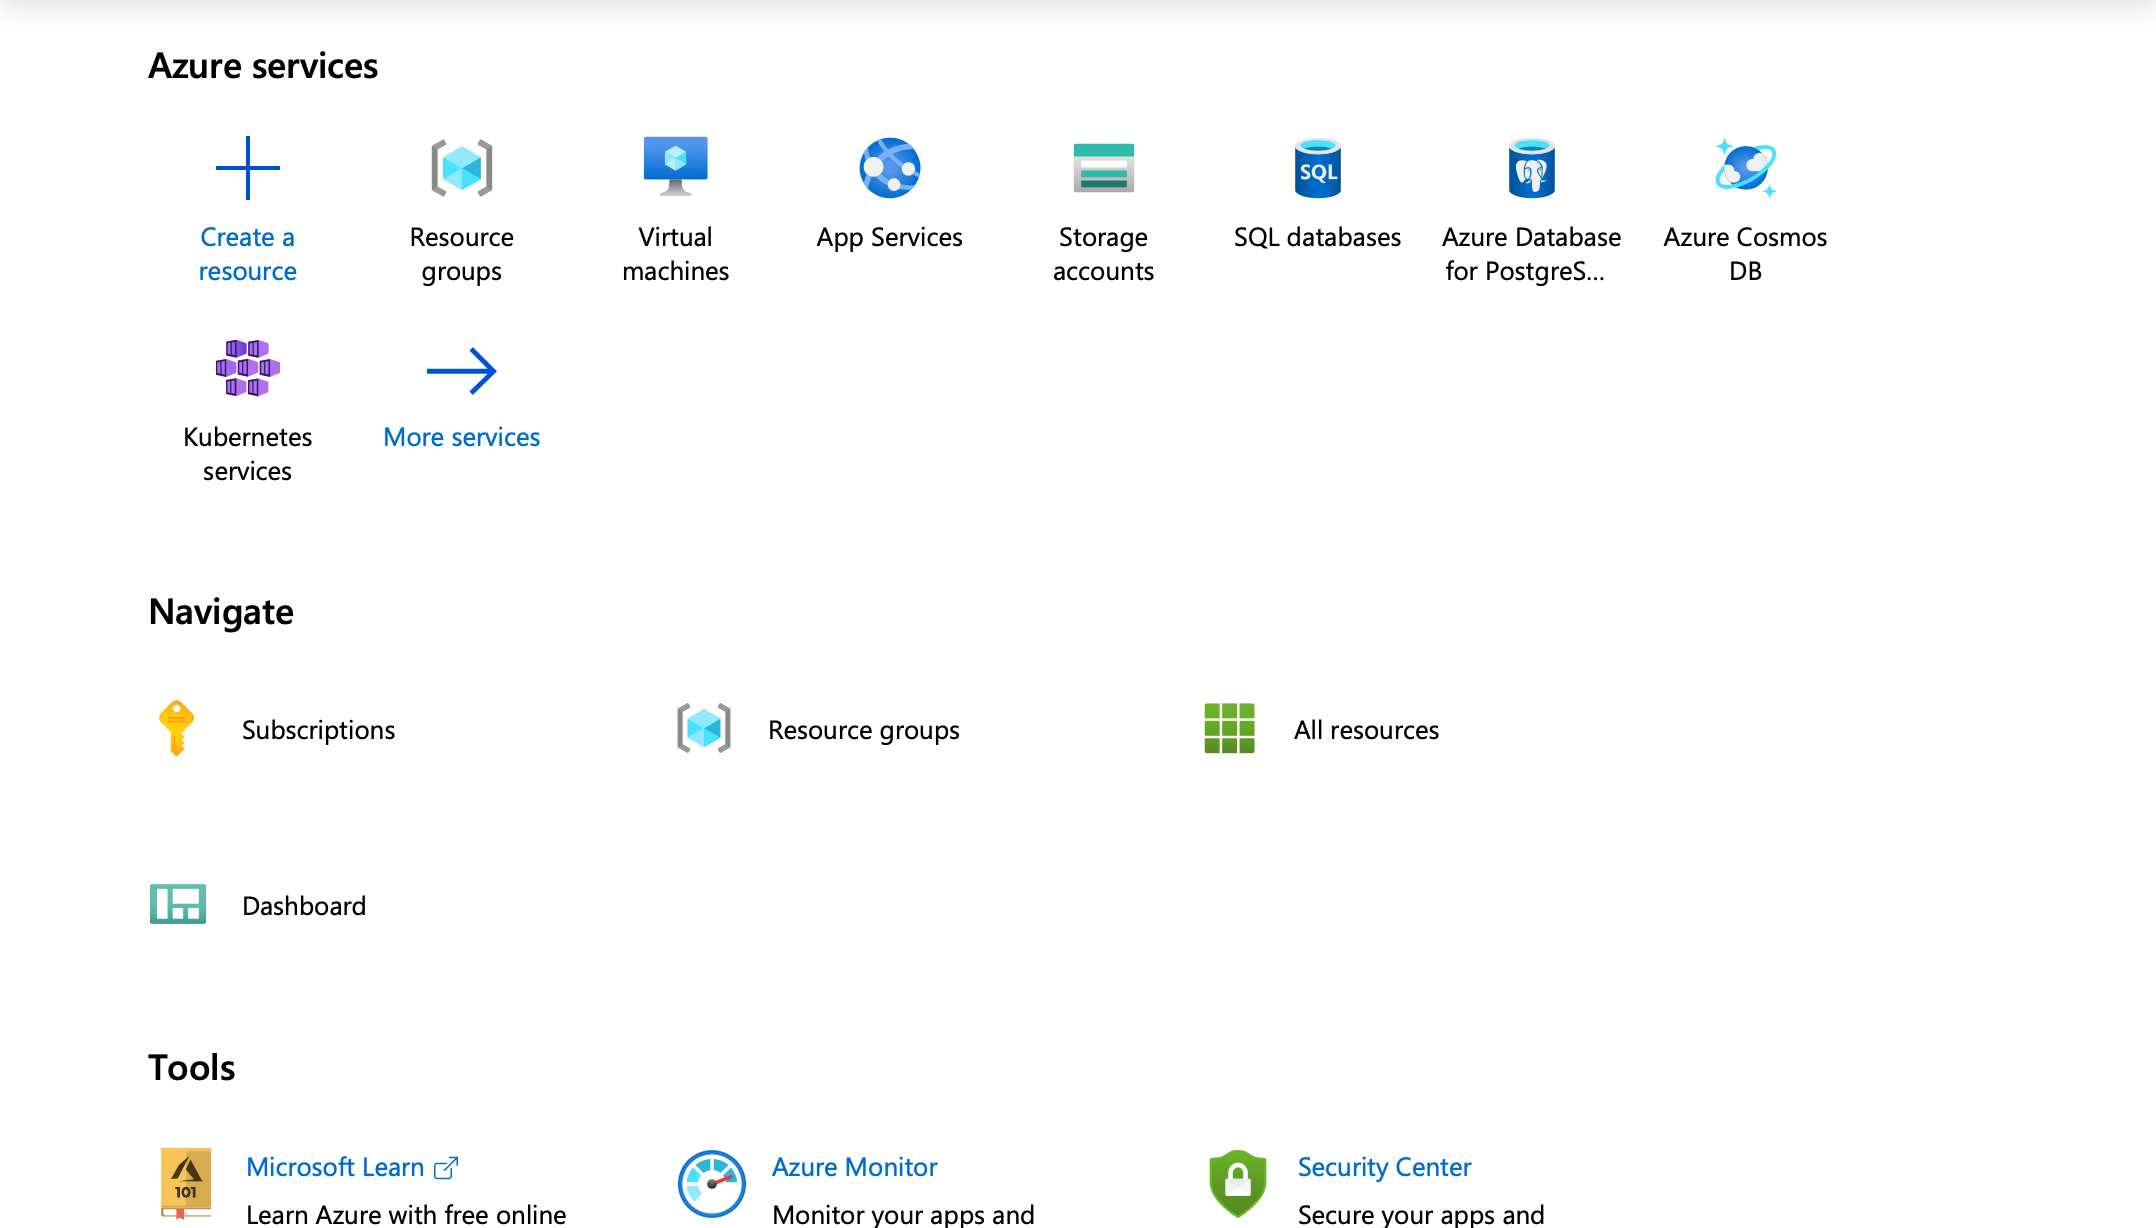 Azure services
Create a
resource
Resource
groups
Virtual
machines
App Services
Storage
accounts
SQL
SQL databases
Azure Database
for PostgreS...
Azure Cosmos
DB
Kubernetes
services
More services
Navigate
Subscriptions
Resource groups
All resources
Dashboard
Tools
101
Microsoft Learn
Learn Azure with free online
Azure Monitor
Monitor your apps and
Security Center
Secure your apps and